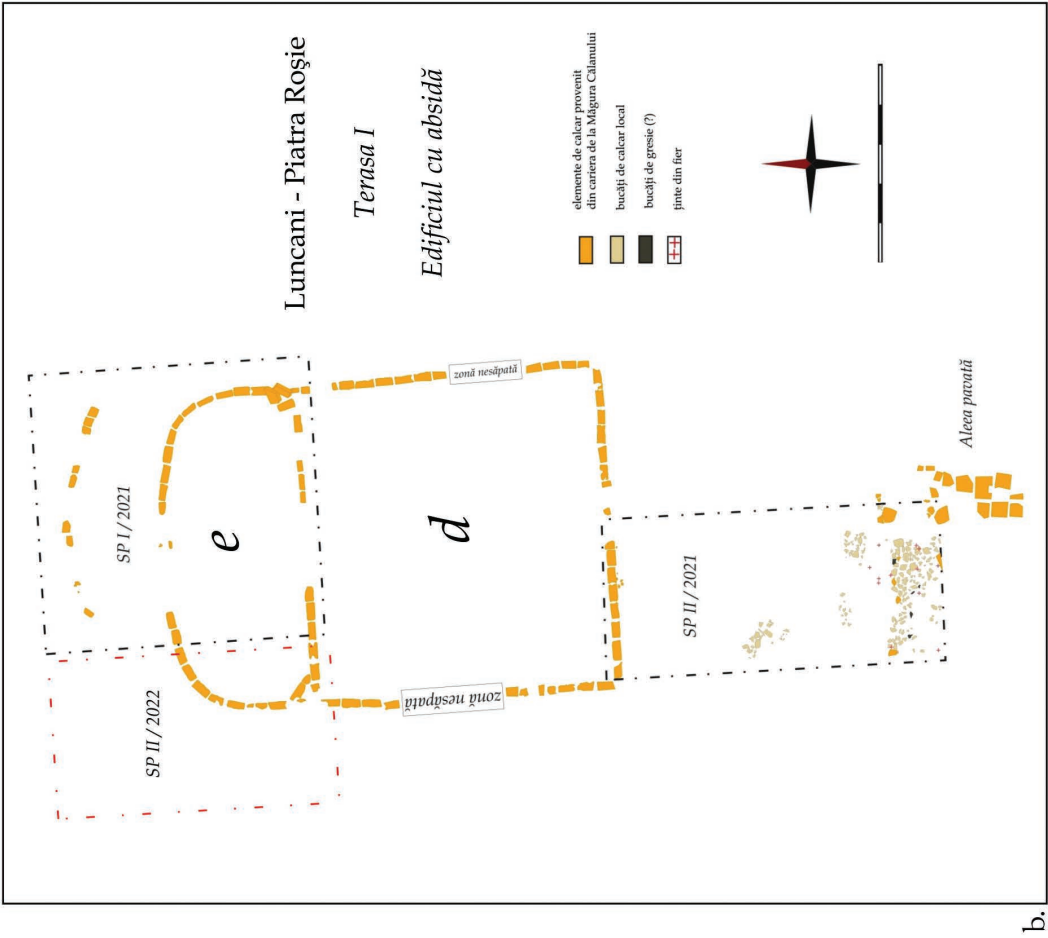 Luncani - Piatra Roșie
Terasa I
Edificiul cu absidă
elemente de calcar provenit
din cariera de la Măgura Călanului
bucăți de calcar local
bucăți de gresie (?)
ținte din fier
SP II / 2022
SP I / 2021
e
d
zonă nesăpată
zonă nesăpată
SP II / 2021
Aleea pavată
b.